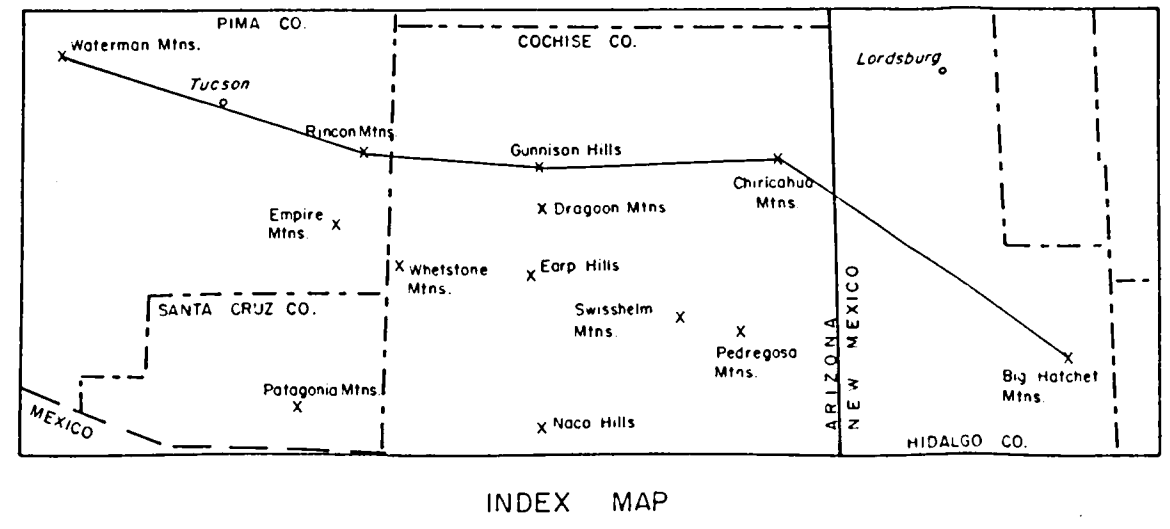 PIMA CO.
Waterman Mtns.
Tucson
COCHISE CO.
Lordsburg
Rincon Mtns.
Gunnison Hills
Chiricahua
Mtns.
Dragoon Mtns
Empire
Mtns.
Whetstone
Mtns.
Earp Hills
SANTA CRUZ CO.
Swisshelm
Mtns.
Pedregosa
Mtns.
ARIZONA
NEW MEXICO
Big Hatchet
Mtns.
Patagonia Mtns.
MEXICO
Naco Hills
HIDALGO CO.
INDEX MAP